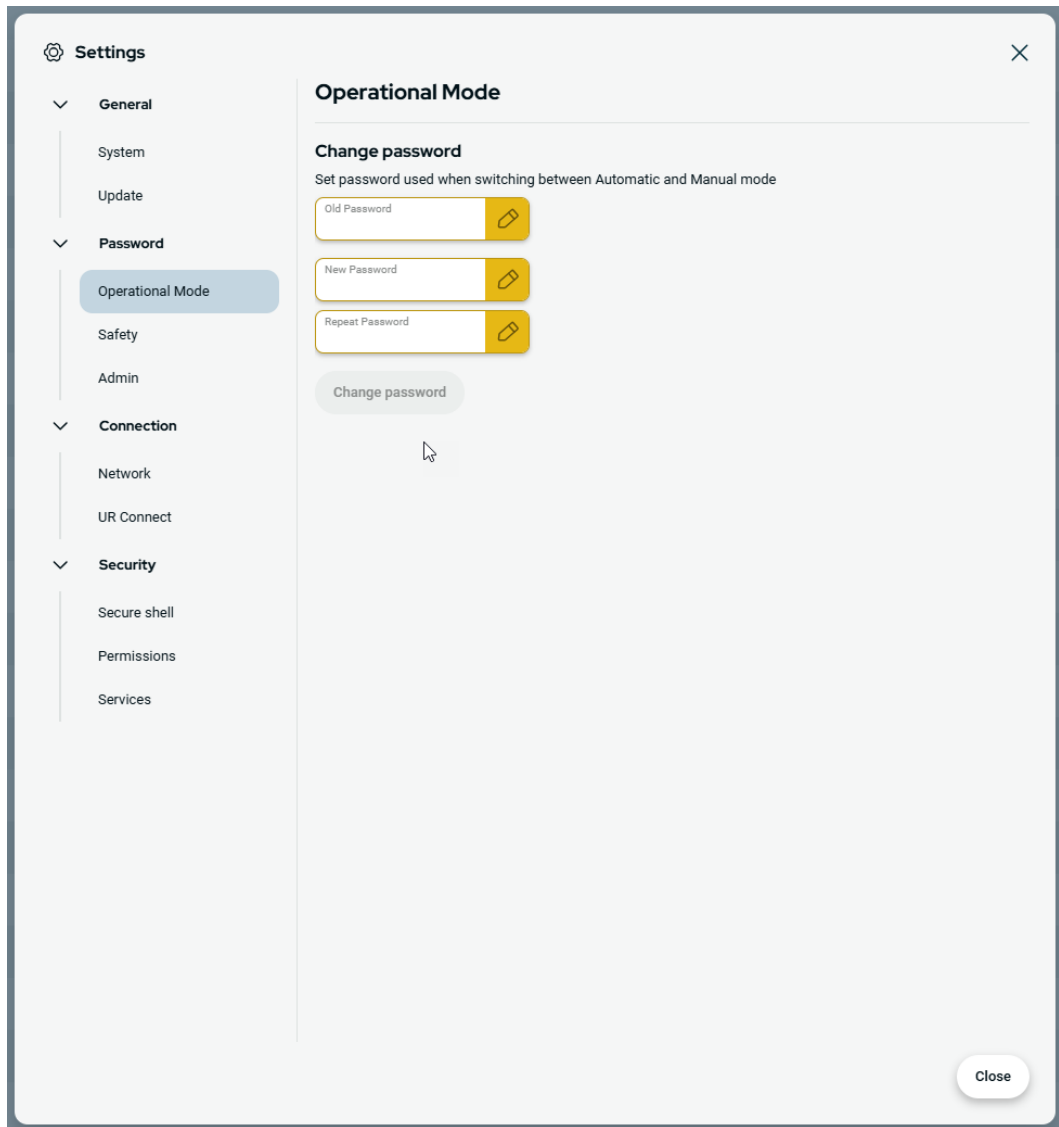 Settings
General
System
Update
Password
Operational Mode
Safety
Admin
Connection
Network
UR Connect
Security
Secure shell
Permissions
Services
Operational Mode
Change password
Set password used when switching between Automatic and Manual mode
Old Password
New Password
Repeat Password
Change password
Close